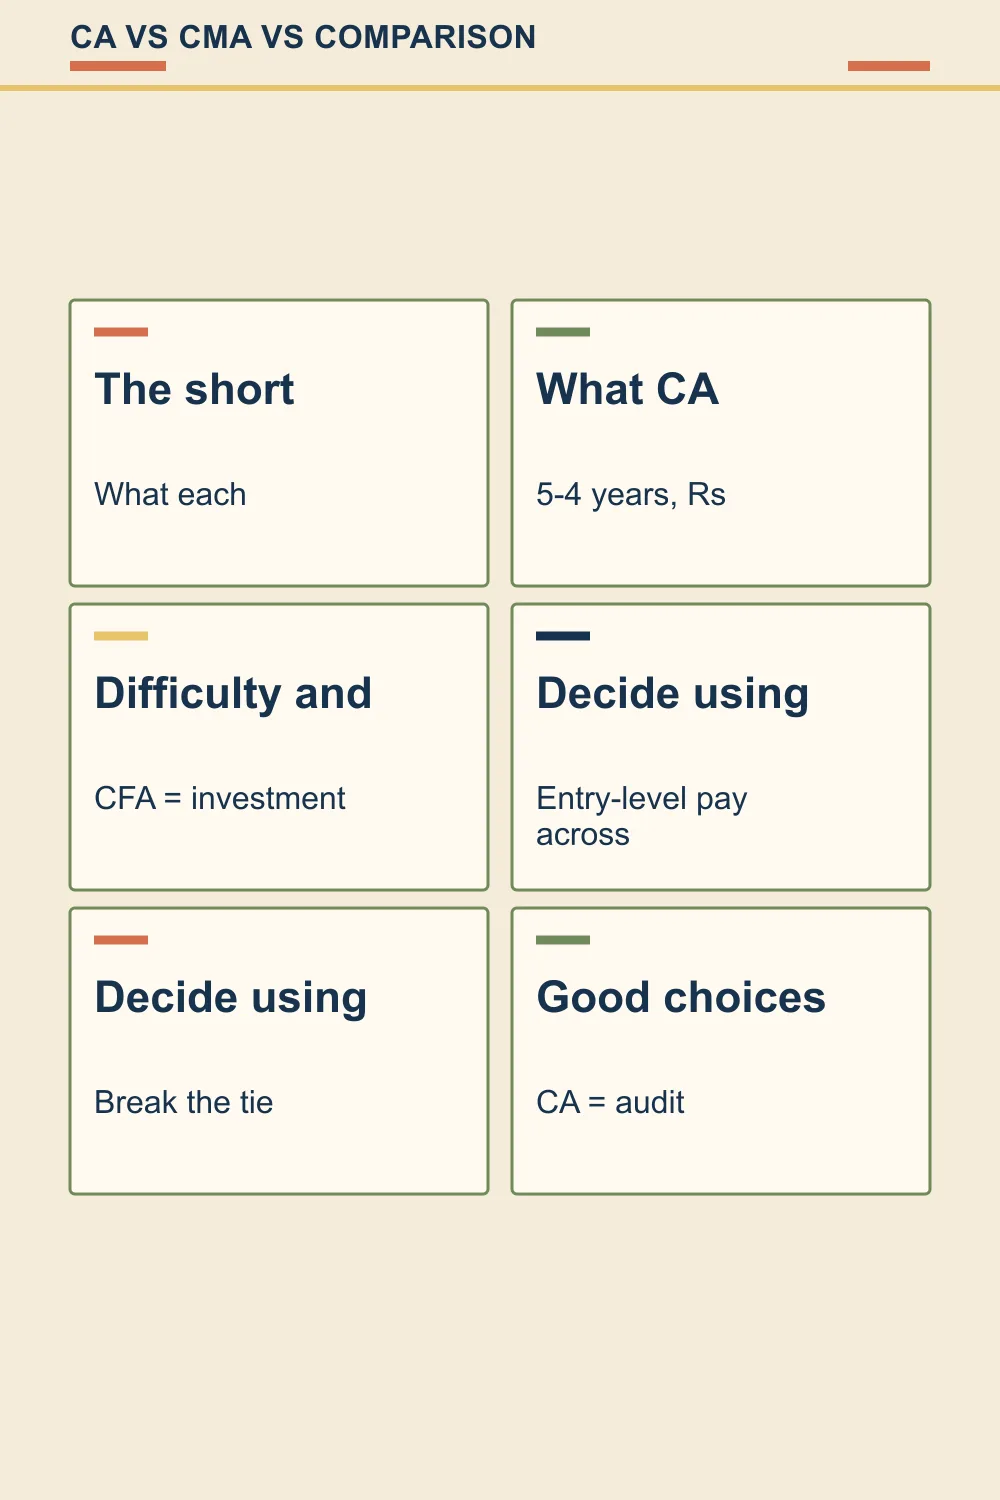 CA VS CMA VS COMPARISON
The short
What each
What CA
5-4 years, Rs
Difficulty and
CFA = investment
Decide using
Entry-level pay
across
Decide using
Break the tie
Good choices
CA = audit